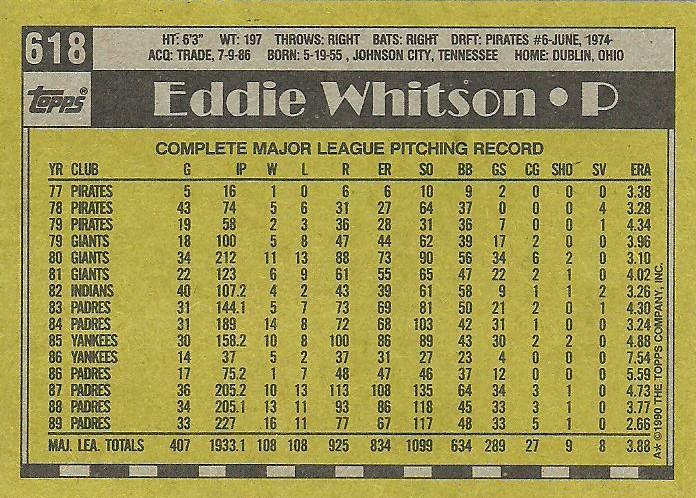 618
HT: 6'3" WT: 197 THROWS: RIGHT BATS: RIGHT DRFT: PIRATES #6-JUNE, 1974-
ACQ: TRADE, 7-9-86 BORN: 5-19-55 , JOHNSON CITY, TENNESSEE HOME: DUBLIN, OHIO
topps® Eddie Whitson • P
COMPLETE MAJOR LEAGUE PITCHING RECORD
YR CLUB G IP W L R ER SO BB GS CG SHO SV ERA
77 PIRATES 5 16 1 0 6 6 10 9 2 0 0 0 3.38
78 PIRATES 43 74 5 6 31 27 64 37 0 0 0 4 3.28
79 PIRATES 19 58 2 3 36 28 31 36 7 0 0 1 4.34
79 GIANTS 18 100 5 8 47 44 62 39 17 2 0 0 3.96
80 GIANTS 34 212 11 13 88 73 90 56 34 6 2 0 3.10
81 GIANTS 22 123 6 9 61 55 65 47 22 2 1 0 4.02
82 INDIANS 40 107.2 4 2 43 39 61 58 9 1 1 2 3.26
83 PADRES 31 144.1 5 7 73 69 81 50 21 2 0 1 4.30
84 PADRES 31 189 14 8 72 68 103 42 31 1 0 0 3.24
85 YANKEES 30 158.2 10 8 100 86 89 43 30 2 2 0 4.88
86 YANKEES 14 37 5 2 37 31 27 23 4 0 0 0 7.54
86 PADRES 17 75.2 1 7 48 47 46 37 12 0 0 0 5.59
87 PADRES 36 205.2 10 13 113 108 135 64 34 3 1 0 4.73
88 PADRES 34 205.1 13 11 93 86 118 45 33 3 1 0 3.77
89 PADRES 33 227 16 11 77 67 117 48 33 5 1 0 2.66
MAJ. LEA. TOTALS 407 1933.1 108 108 925 834 1099 634 289 27 9 8 3.88
A*©1990 THE TOPPS COMPANY, INC.